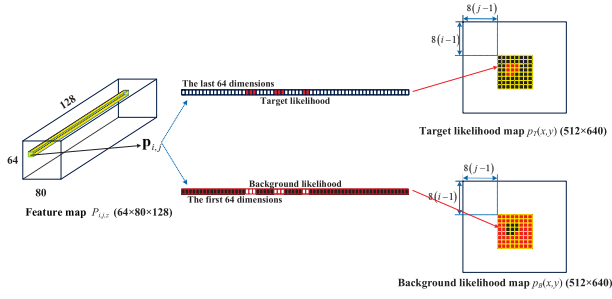 8(j−1)
8(i−1)
The last 64 dimensions
128
Target likelihood
p_{i,j}
Target likelihood map p_T(x,y) (512×640)
64
8(j−1)
Background likelihood
8(i−1)
80
The first 64 dimensions
Feature map P_{i,j,z} (64×80×128)
Background likelihood map p_B(x,y) (512×640)